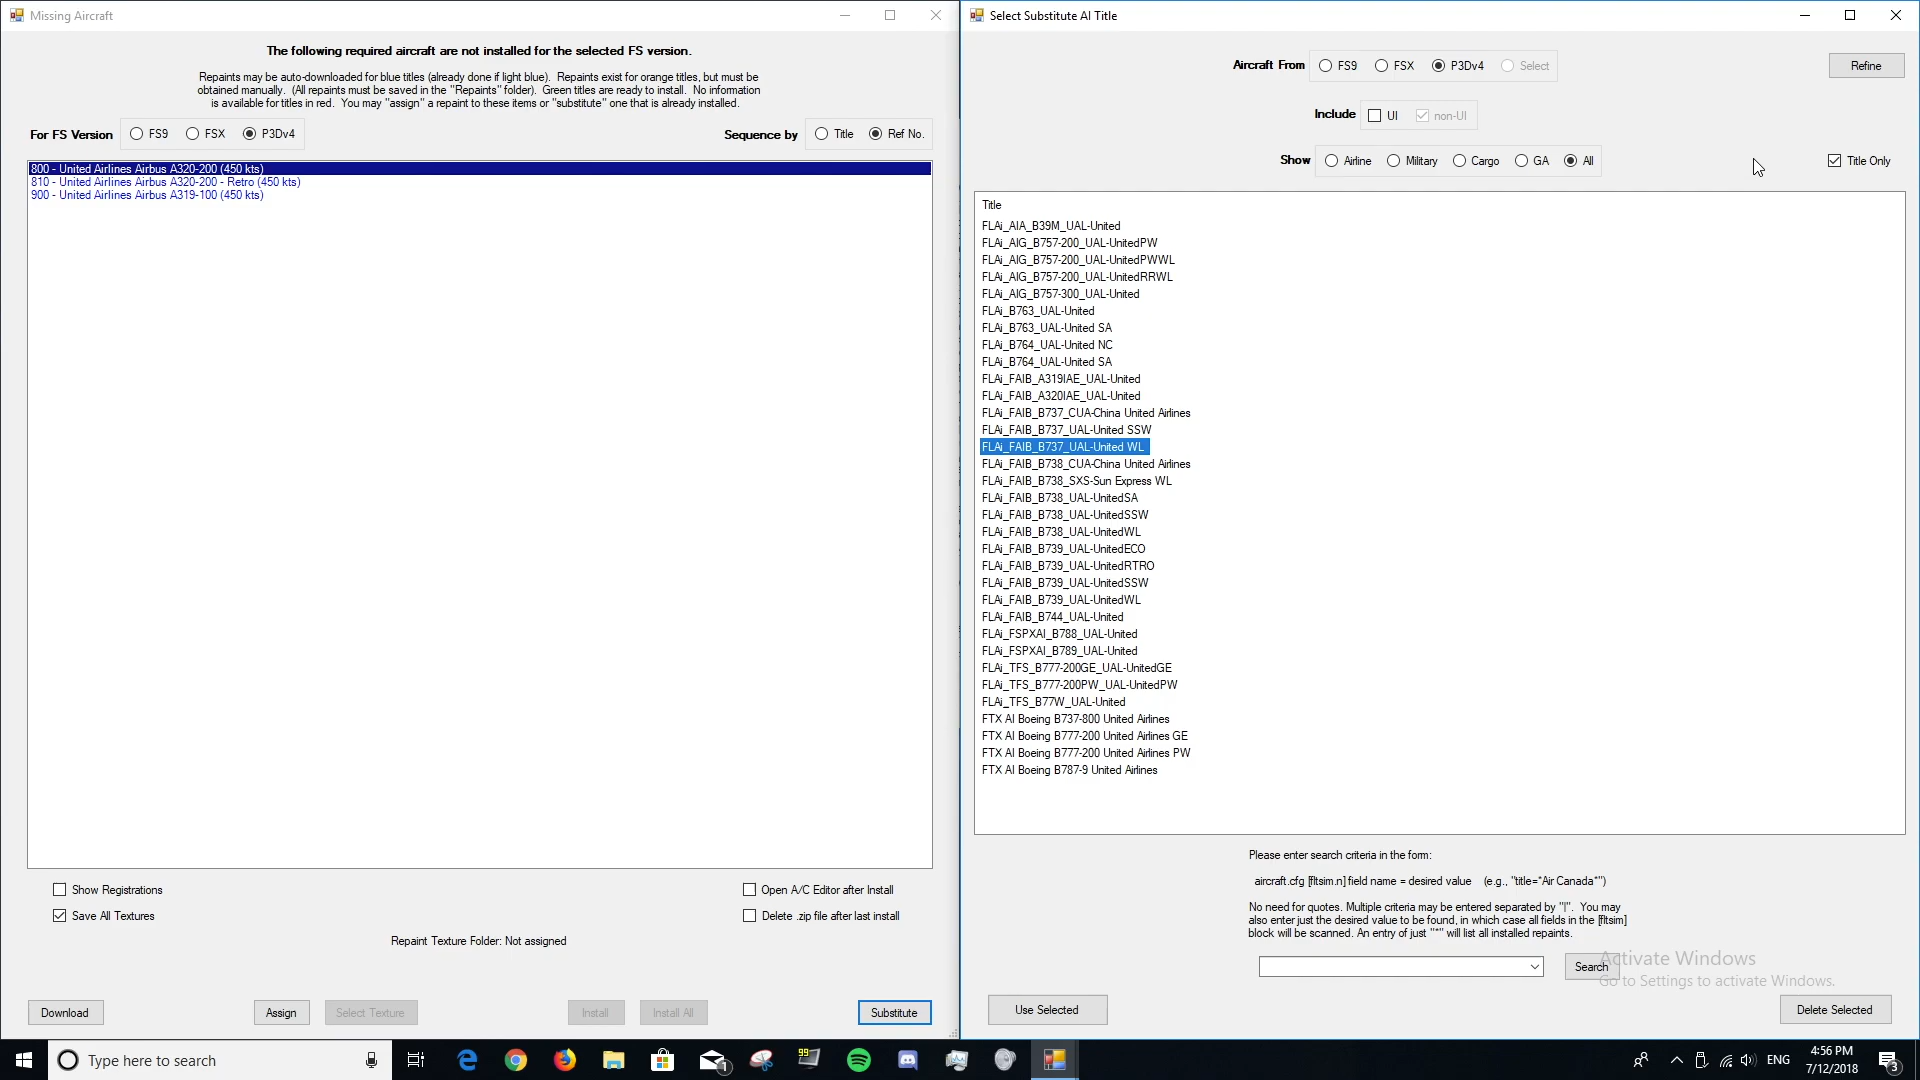 Missing Aircraft
The following required aircraft are not installed for the selected FS version.
Repaints may be auto-downloaded for blue titles (already done if light blue). Repaints exist for orange titles, but must be
obtained manually. (All repaints must be saved in the "Repaints" folder). Green titles are ready to install. No information
is available for titles in red. You may "assign" a repaint to these items or "substitute" one that is already installed.
For FS Version FS9 FSX P3Dv4
Sequence by Title Ref No.
800 - United Airlines Airbus A320-200 (450 kts)
810 - United Airlines Airbus A320-200 - Retro (450 kts)
900 - United Airlines Airbus A319-100 (450 kts)
Show Registrations
Save All Textures
Open A/C Editor after Install
Delete .zip file after last install
Repaint Texture Folder: Not assigned
Download
Assign
Select Texture
Install
Install All
Substitute
Select Substitute AI Title
Aircraft From FS9 FSX P3Dv4 Select
Refine
Include UI non-UI
Show Airline Military Cargo GA All
Title Only
Title
FLAi_AIA_B39M_UAL-United
FLAi_AIG_B757-200_UAL-UnitedPW
FLAi_AIG_B757-200_UAL-UnitedPWWL
FLAi_AIG_B757-200_UAL-UnitedRRWL
FLAi_AIG_B757-300_UAL-United
FLAi_B763_UAL-United
FLAi_B763_UAL-United SA
FLAi_B764_UAL-United NC
FLAi_B764_UAL-United SA
FLAi_FAIB_A319IAE_UAL-United
FLAi_FAIB_A320IAE_UAL-United
FLAi_FAIB_B737_CUA-China United Airlines
FLAi_FAIB_B737_UAL-United SSW
FLAi_FAIB_B737_UAL-United WL
FLAi_FAIB_B738_CUA-China United Airlines
FLAi_FAIB_B738_SXS-Sun Express WL
FLAi_FAIB_B738_UAL-UnitedSA
FLAi_FAIB_B738_UAL-UnitedSSW
FLAi_FAIB_B738_UAL-UnitedWL
FLAi_FAIB_B739_UAL-UnitedECO
FLAi_FAIB_B739_UAL-UnitedRTRO
FLAi_FAIB_B739_UAL-UnitedSSW
FLAi_FAIB_B739_UAL-UnitedWL
FLAi_FAIB_B744_UAL-United
FLAi_FSPXAI_B788_UAL-United
FLAi_FSPXAI_B789_UAL-United
FLAi_TFS_B777-200GE_UAL-UnitedGE
FLAi_TFS_B777-200PW_UAL-UnitedPW
FLAi_TFS_B77W_UAL-United
FTX AI Boeing B737-800 United Airlines
FTX AI Boeing B777-200 United Airlines GE
FTX AI Boeing B777-200 United Airlines PW
FTX AI Boeing B787-9 United Airlines
Please enter search criteria in the form:
aircraft.cfg [fltsim.n] field name = desired value (e.g., "title=*Air Canada*")
No need for quotes. Multiple criteria may be entered separated by "|". You may
also enter just the desired value to be found, in which case all fields in the [fltsim]
block will be scanned. An entry of just "*" will list all installed repaints.
Search
Activate Windows
Go to Settings to activate Windows.
Use Selected
Delete Selected
Type here to search
1
99
ENG
4:56 PM
7/12/2018
3